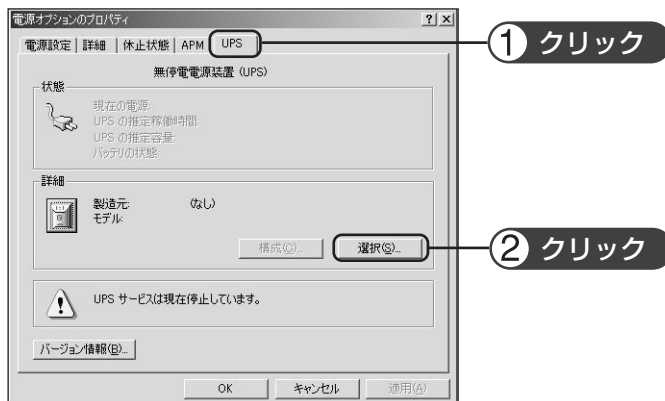 電源オプションのプロパティ
? ×
電源設定 詳細 休止状態 APM UPS
① クリック
無停電電源装置 (UPS)
状態
現在の電源:
UPS の推定稼働時間:
UPS の推定容量:
バッテリの状態:
詳細
製造元: (なし)
モデル:
構成(O)... 選択(S)...
② クリック
UPS サービスは現在停止しています。
バージョン情報(B)...
OK キャンセル 適用(A)